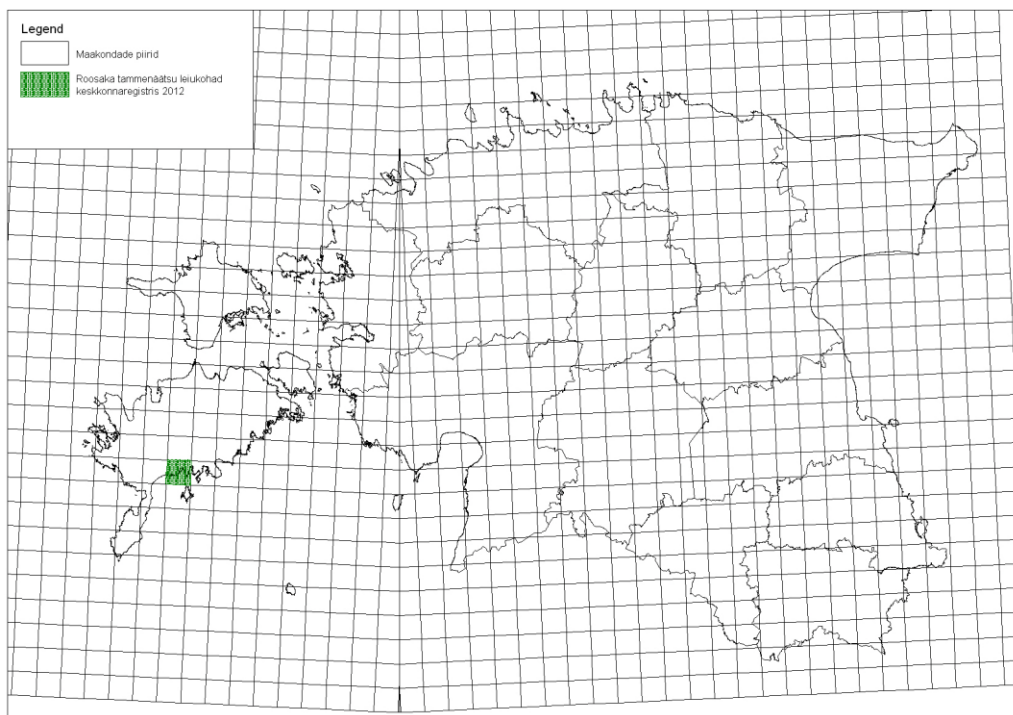 Legend
Maakondade piirid
Roosaka tammenäätsu leiukohad
keskkonnaregistris 2012